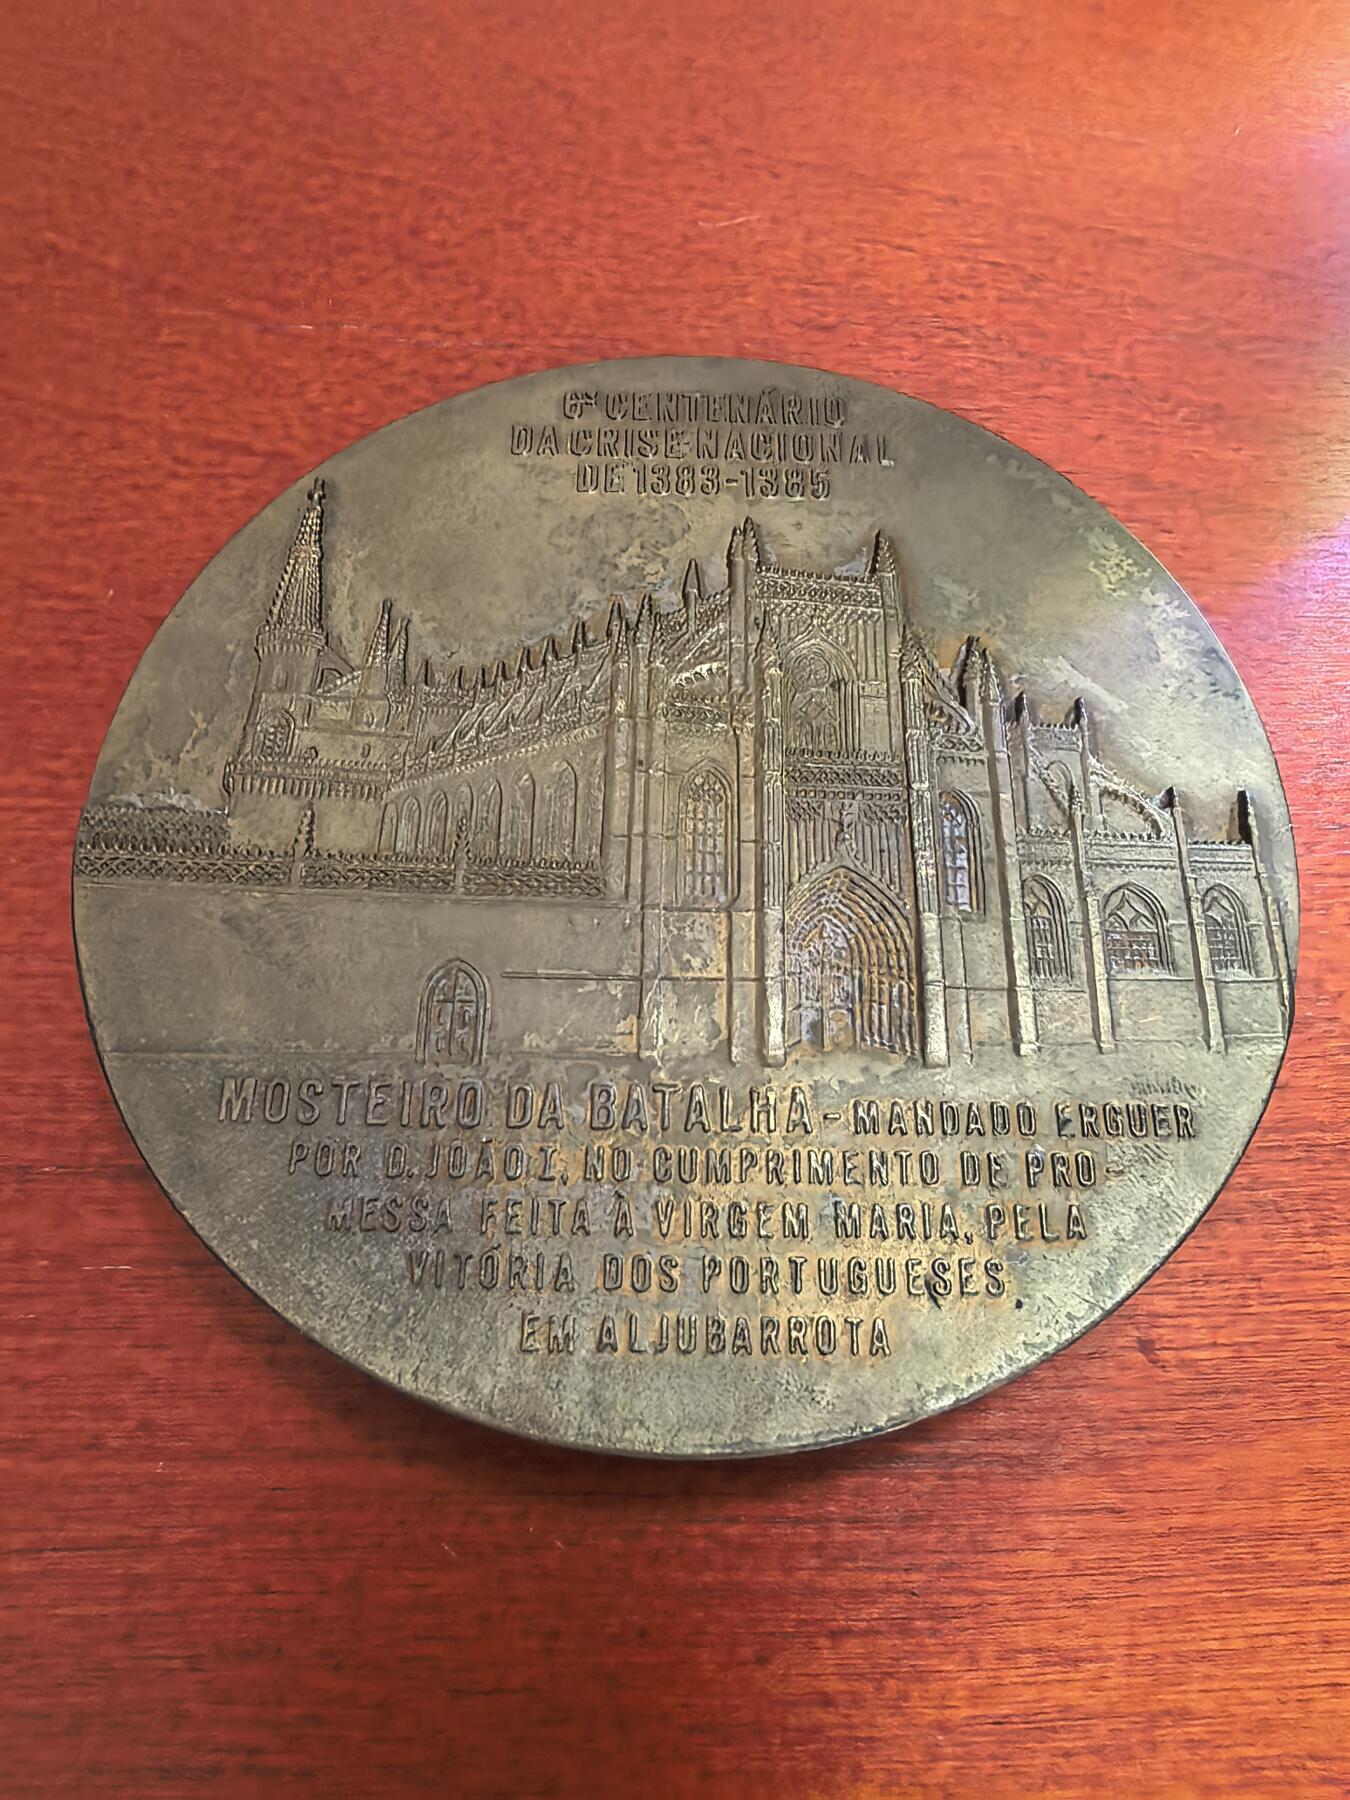 6º CENTENÁRIO
DA CRISE NACIONAL
DE 1383-1385
MOSTEIRO DA BATALHA - MANDADO ERGUER
POR D. JOÃO I, NO CUMPRIMENTO DE PRO-
MESSA FEITA À VIRGEM MARIA, PELA
VITÓRIA DOS PORTUGUESES
EM ALJUBARROTA